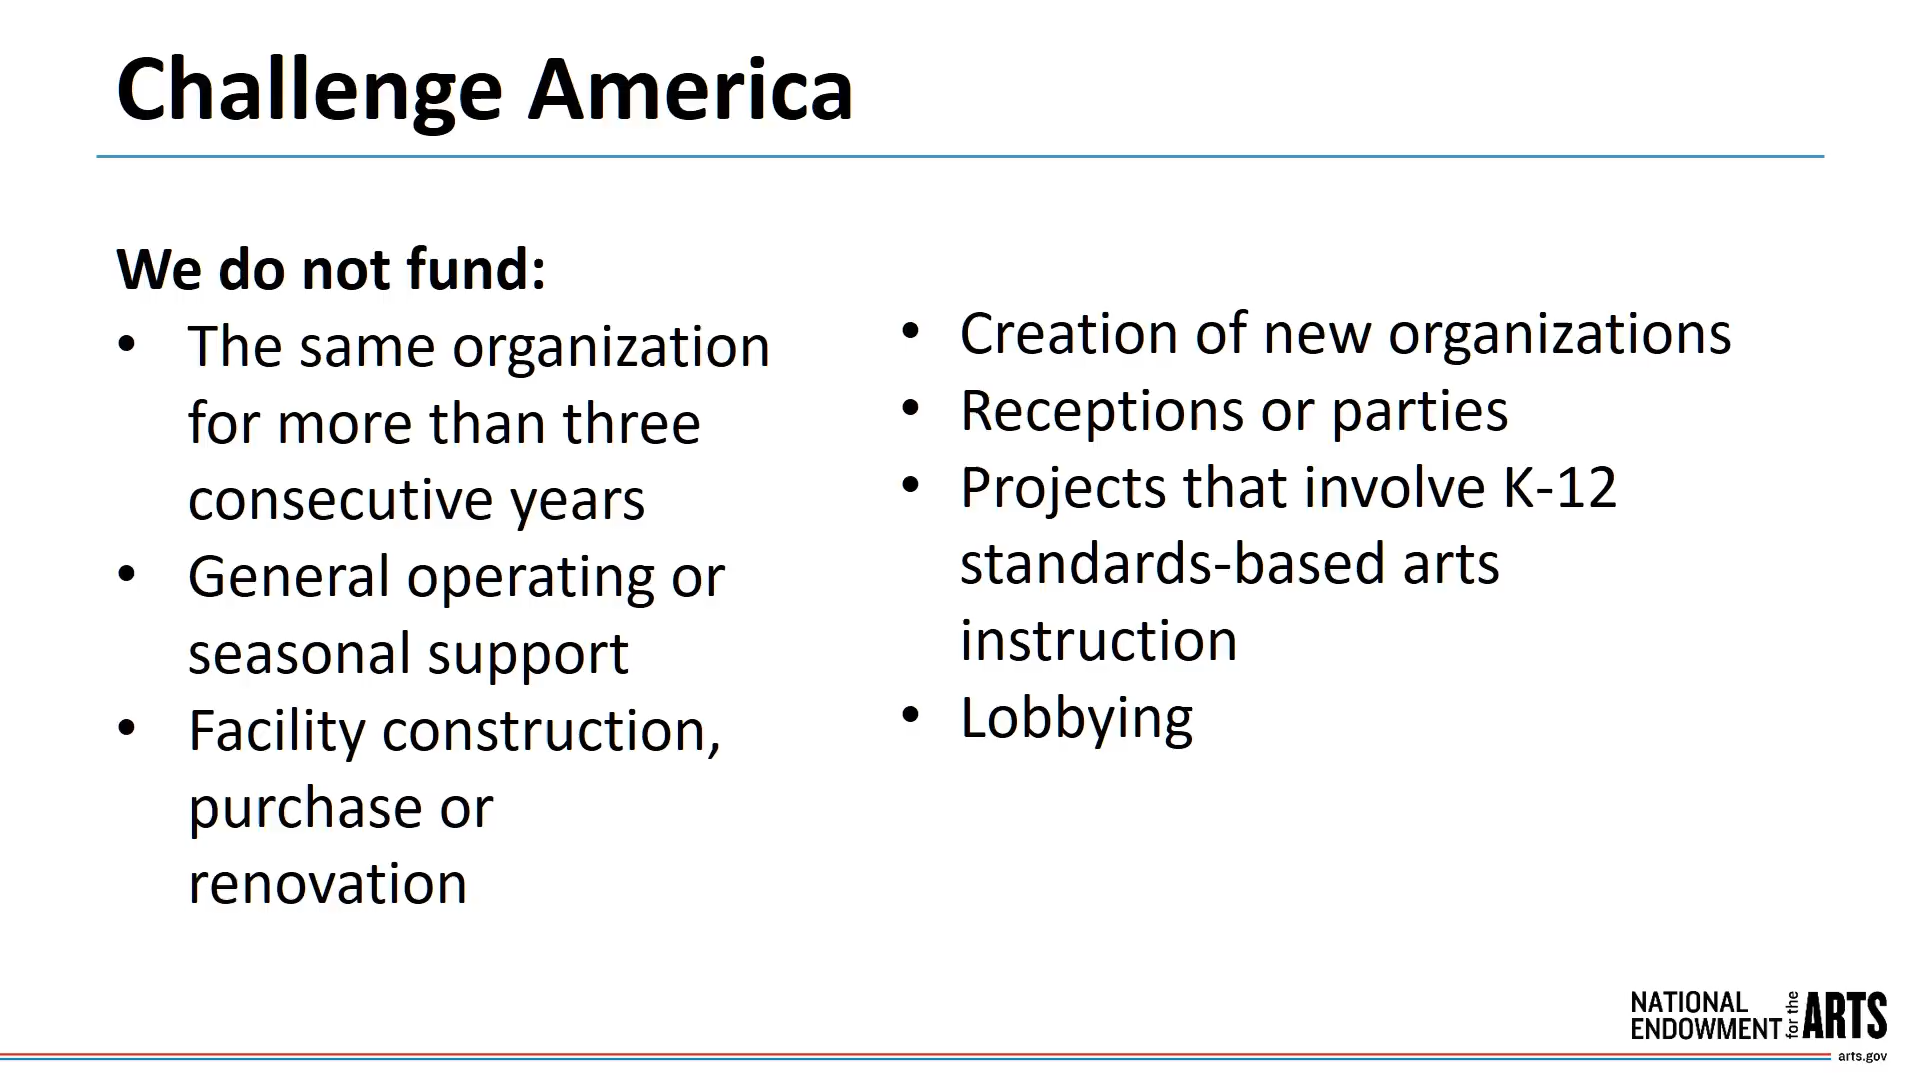 Challenge America
We do not fund:
• The same organization
for more than three
consecutive years
• General operating or
seasonal support
• Facility construction,
purchase or
renovation
• Creation of new organizations
• Receptions or parties
• Projects that involve K-12
standards-based arts
instruction
• Lobbying
NATIONAL
ENDOWMENT
for the
ARTS
arts.gov